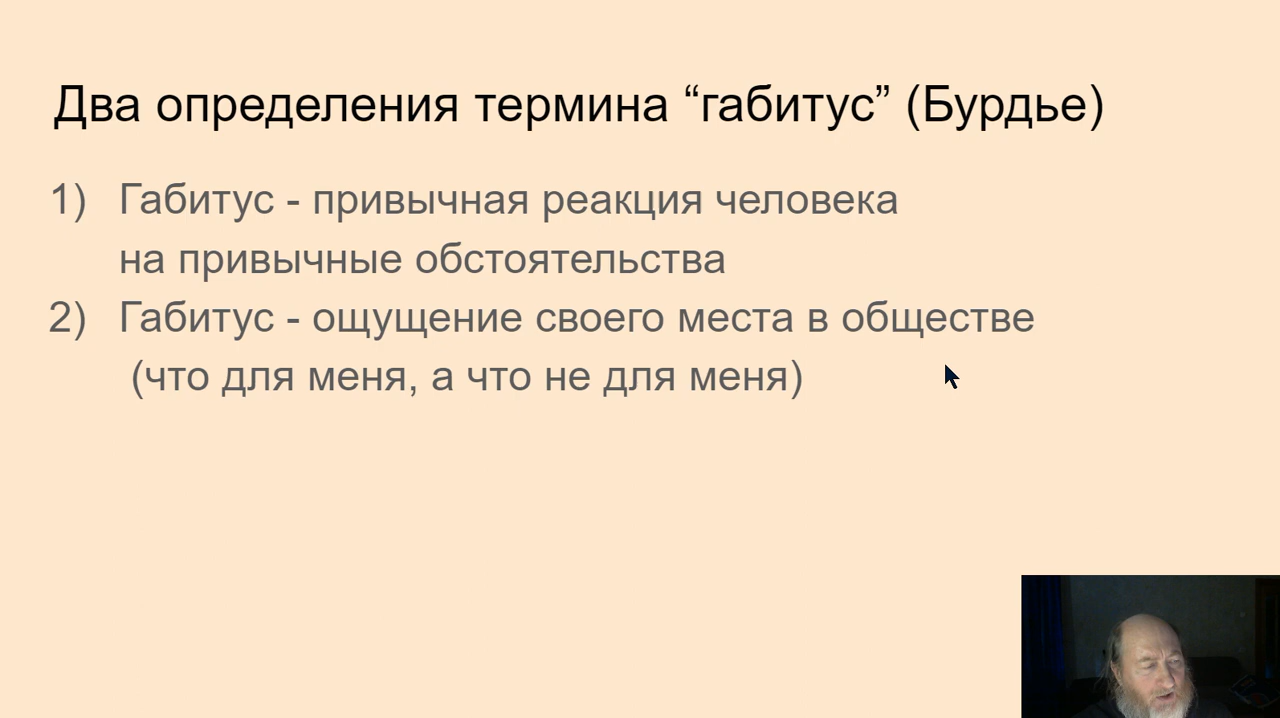 Два определения термина “габитус” (Бурдье)
1) Габитус - привычная реакция человека
на привычные обстоятельства
2) Габитус - ощущение своего места в обществе
(что для меня, а что не для меня)